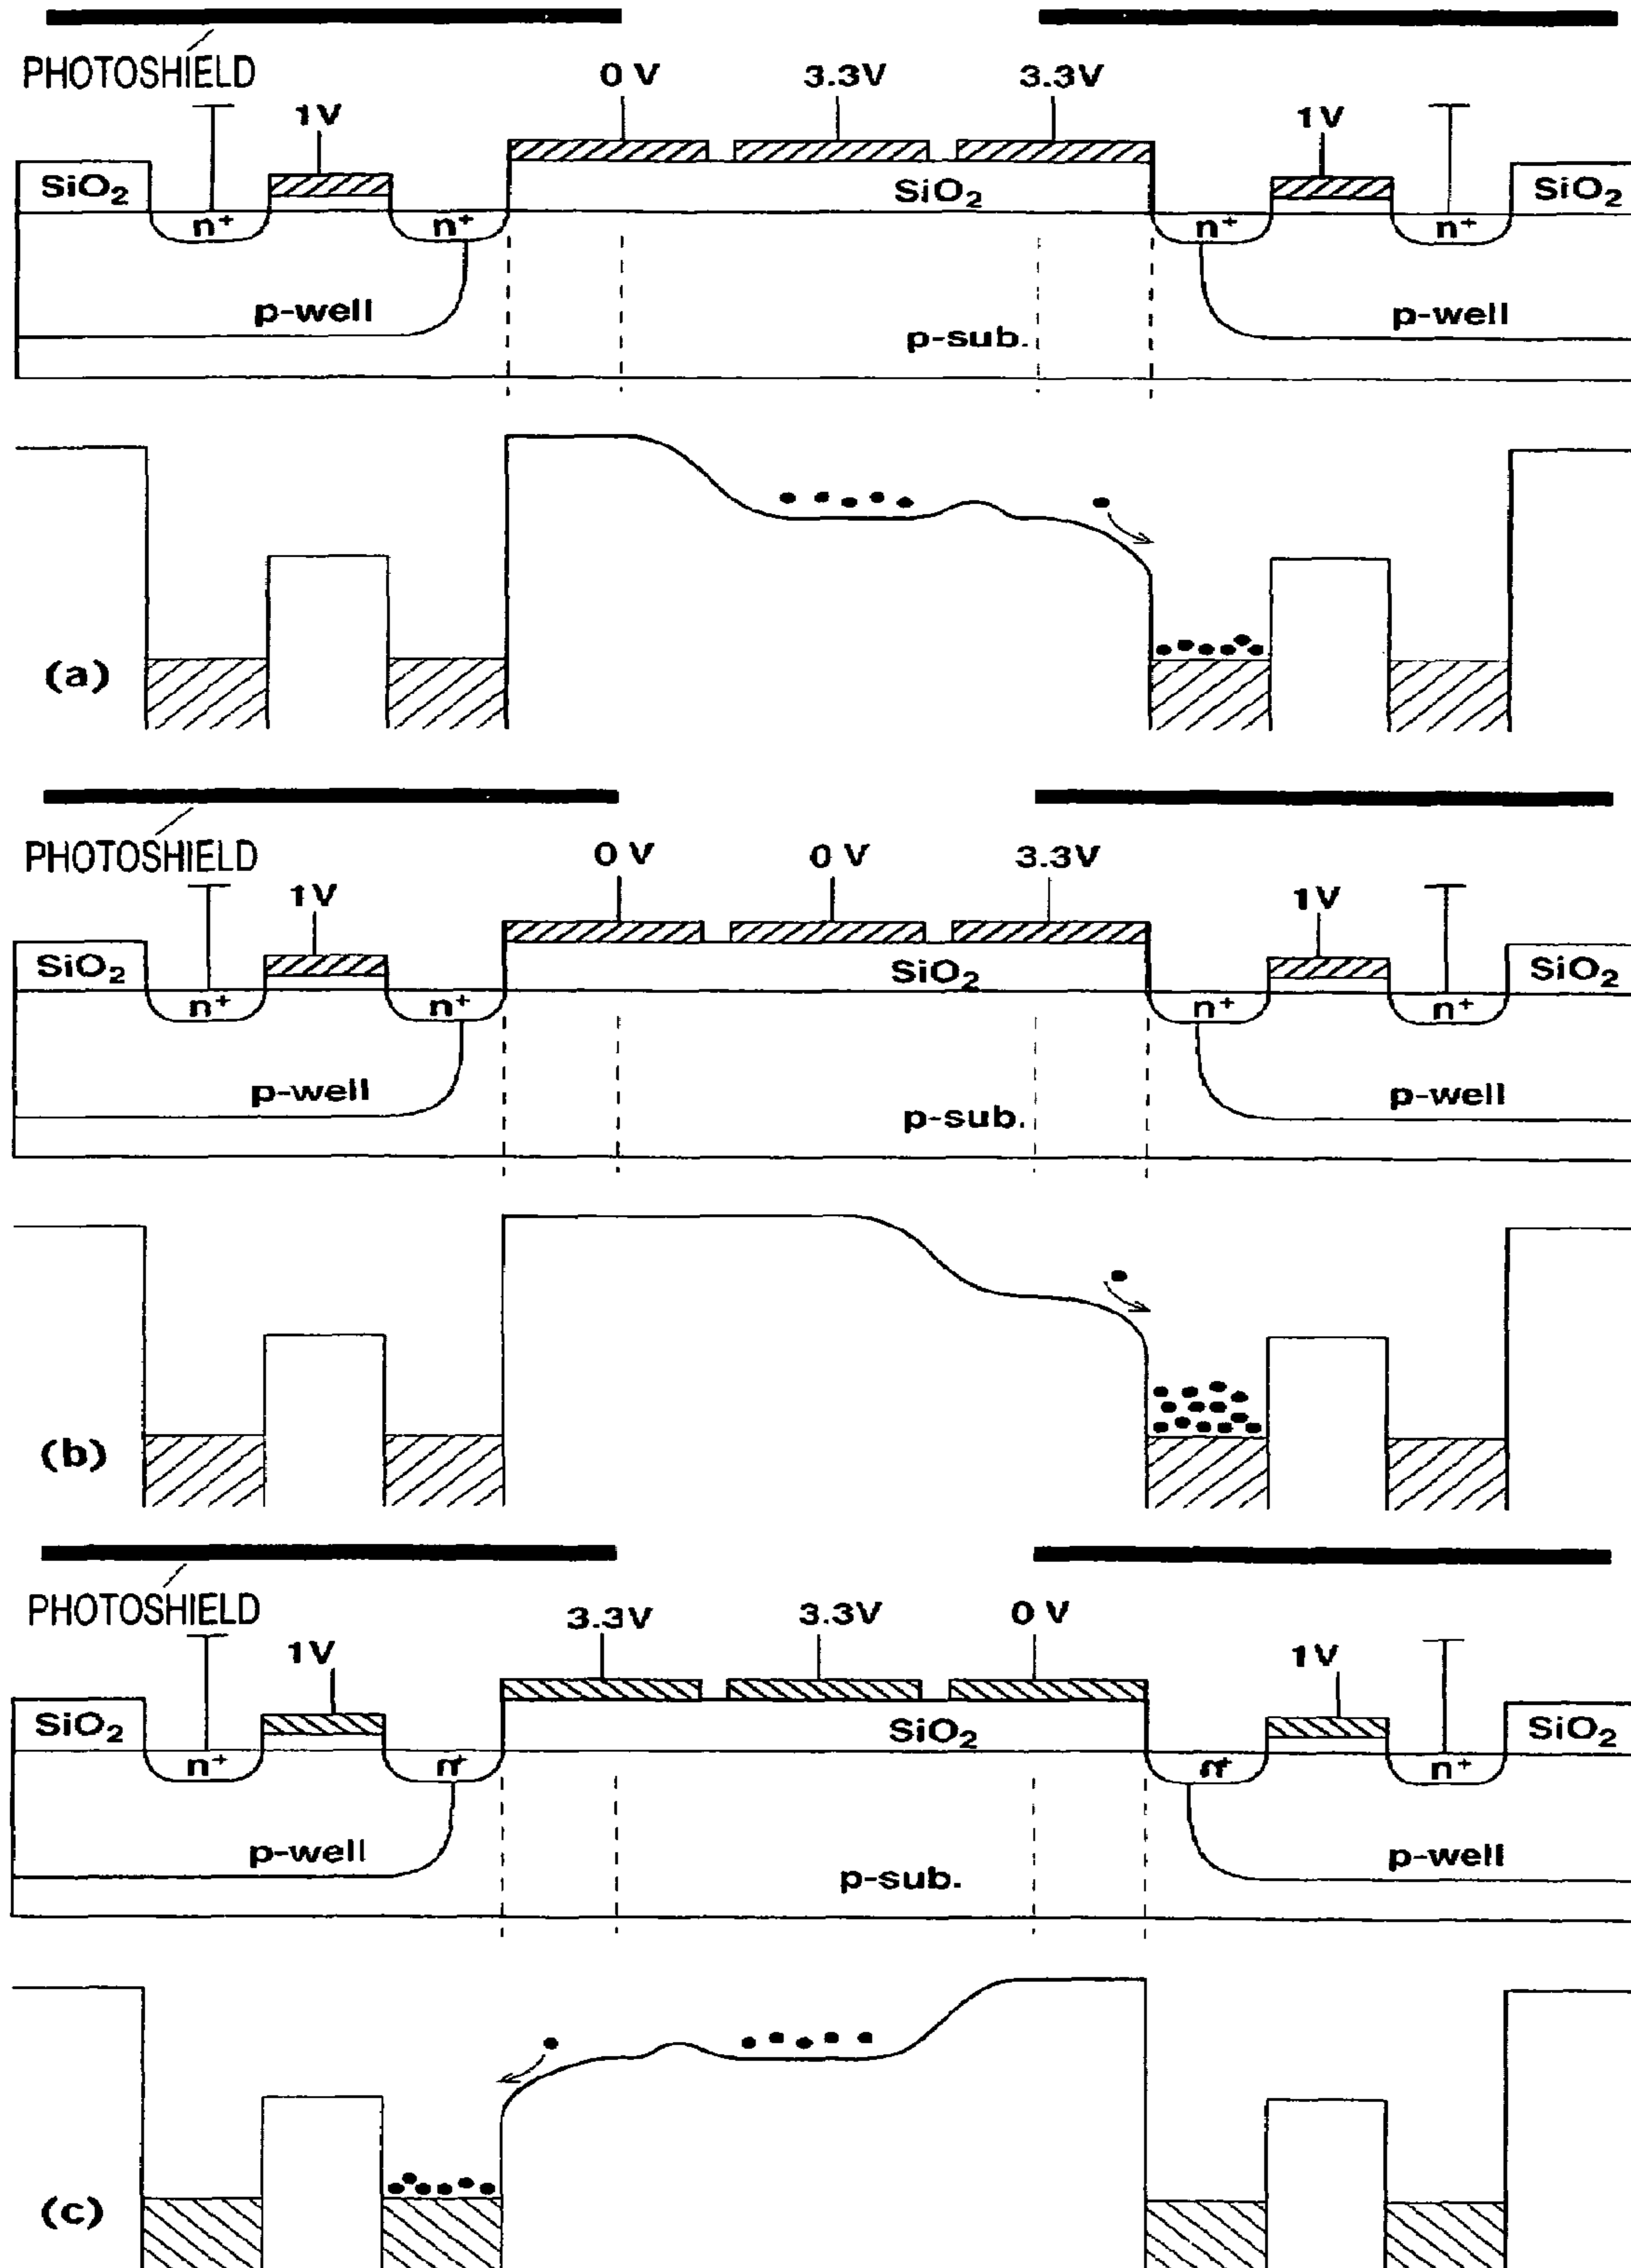 PHOTOSHIELD
0 V 3.3V 3.3V
1V 1V
SiO2 SiO2 SiO2
n+ n+ n+ n+
p-well p-well
p-sub.
(a)
PHOTOSHIELD
0 V 0 V 3.3V
1V 1V
SiO2 SiO2 SiO2
n+ n+ n+ n+
p-well p-well
p-sub.
(b)
PHOTOSHIELD
3.3V 3.3V 0 V
1V 1V
SiO2 SiO2 SiO2
n+ n+ n+ n+
p-well p-well
p-sub.
(c)